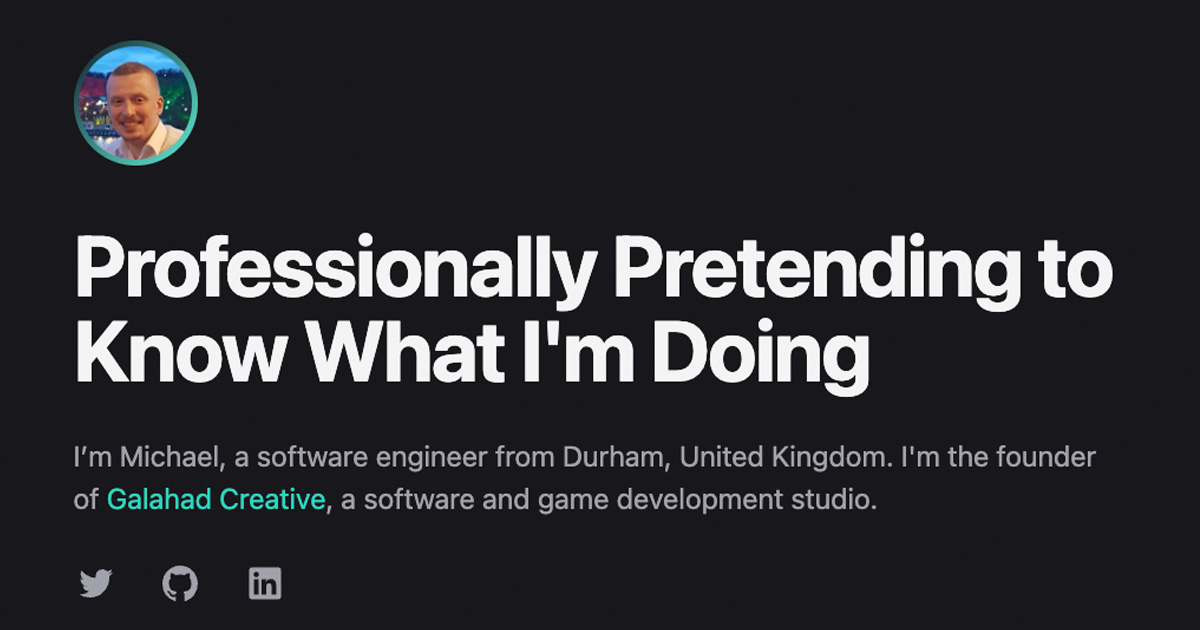 Professionally Pretending to
Know What I'm Doing
I’m Michael, a software engineer from Durham, United Kingdom. I'm the founder
of Galahad Creative, a software and game development studio.
in